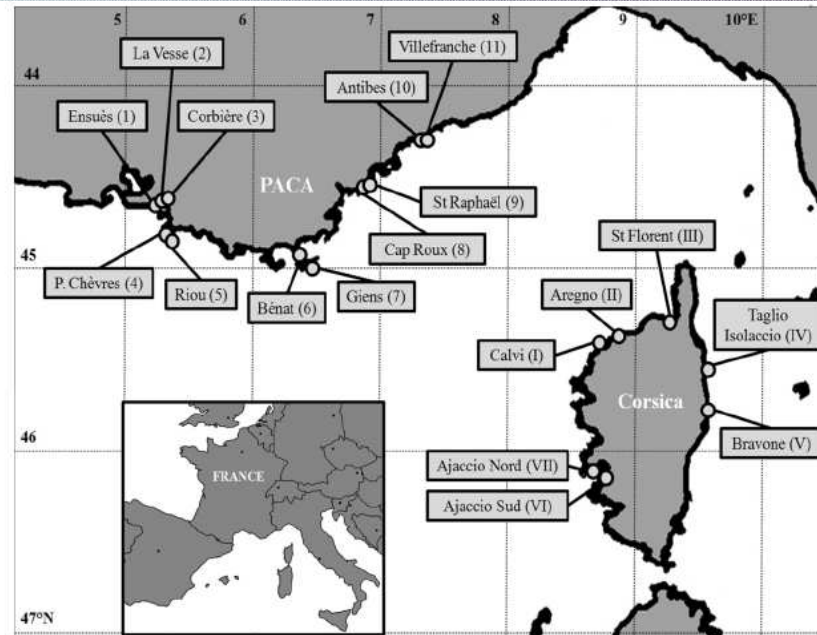 5
6
7
8
9
10°E
44
45
46
47°N
La Vesse (2)
Villefranche (11)
Ensuès (1)
Corbière (3)
Antibes (10)
PACA
St Raphaël (9)
Cap Roux (8)
St Florent (III)
P. Chèvres (4)
Riou (5)
Bénat (6)
Giens (7)
Aregno (II)
Taglio
Isolaccio (IV)
Calvi (I)
Corsica
Bravone (V)
Ajaccio Nord (VII)
Ajaccio Sud (VI)
FRANCE